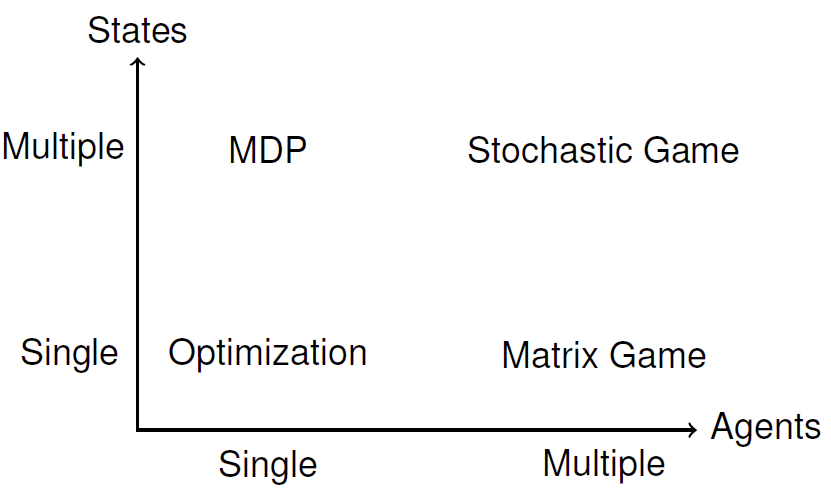 States
Multiple
MDP
Stochastic Game
Single
Optimization
Matrix Game
Agents
Single
Multiple